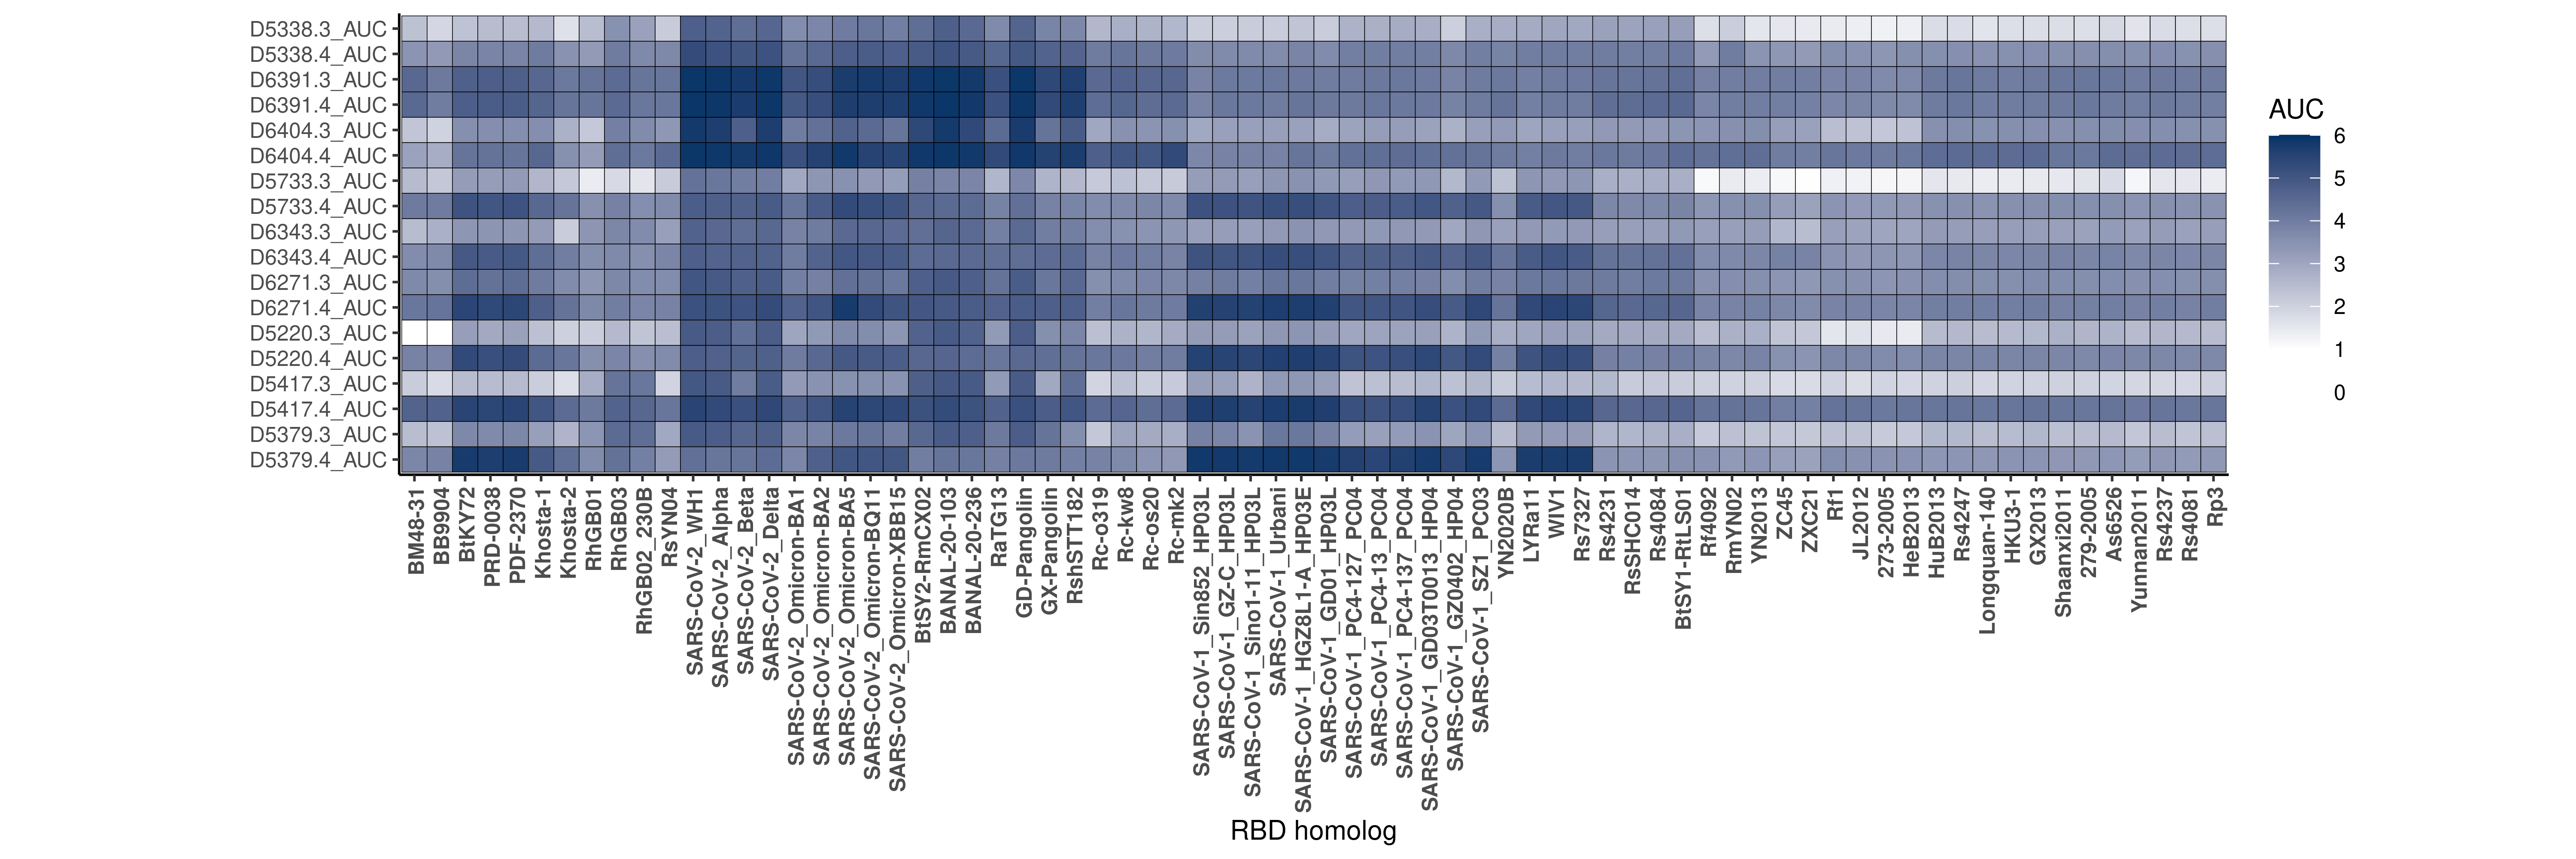 D5338.3_AUC
D5338.4_AUC
D6391.3_AUC
D6391.4_AUC
D6404.3_AUC
D6404.4_AUC
D5733.3_AUC
D5733.4_AUC
D6343.3_AUC
D6343.4_AUC
D6271.3_AUC
D6271.4_AUC
D5220.3_AUC
D5220.4_AUC
D5417.3_AUC
D5417.4_AUC
D5379.3_AUC
D5379.4_AUC
BM48-31
BB9904
BtKY72
PRD-0038
PDF-2370
Khosta-1
Khosta-2
RhGB01
RhGB03
RhGB02_230B
RsYN04
SARS-CoV-2_WH1
SARS-CoV-2_Alpha
SARS-CoV-2_Beta
SARS-CoV-2_Delta
SARS-CoV-2_Omicron-BA1
SARS-CoV-2_Omicron-BA2
SARS-CoV-2_Omicron-BA5
SARS-CoV-2_Omicron-BQ11
SARS-CoV-2_Omicron-XBB15
BtSY2-RmCX02
BANAL-20-103
BANAL-20-236
RaTG13
GD-Pangolin
GX-Pangolin
RshSTT182
Rc-o319
Rc-kw8
Rc-os20
Rc-mk2
SARS-CoV-1_Sin852_HP03L
SARS-CoV-1_GZ-C_HP03L
SARS-CoV-1_Sino1-11_HP03L
SARS-CoV-1_Urbani
SARS-CoV-1_HGZ8L1-A_HP03E
SARS-CoV-1_GD01_HP03L
SARS-CoV-1_PC4-127_PC04
SARS-CoV-1_PC4-13_PC04
SARS-CoV-1_PC4-137_PC04
SARS-CoV-1_GD03T0013_HP04
SARS-CoV-1_GZ0402_HP04
SARS-CoV-1_SZ1_PC03
YN2020B
LYRa11
WIV1
Rs7327
Rs4231
RsSHC014
Rs4084
BtSY1-RtLS01
Rf4092
RmYN02
YN2013
ZC45
ZXC21
Rf1
JL2012
273-2005
HeB2013
HuB2013
Rs4247
Longquan-140
HKU3-1
GX2013
Shaanxi2011
279-2005
As6526
Yunnan2011
Rs4237
Rs4081
Rp3
RBD homolog
AUC
6
5
4
3
2
1
0